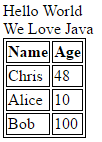 Hello World
We Love Java
Name Age
Chris 48
Alice 10
Bob 100